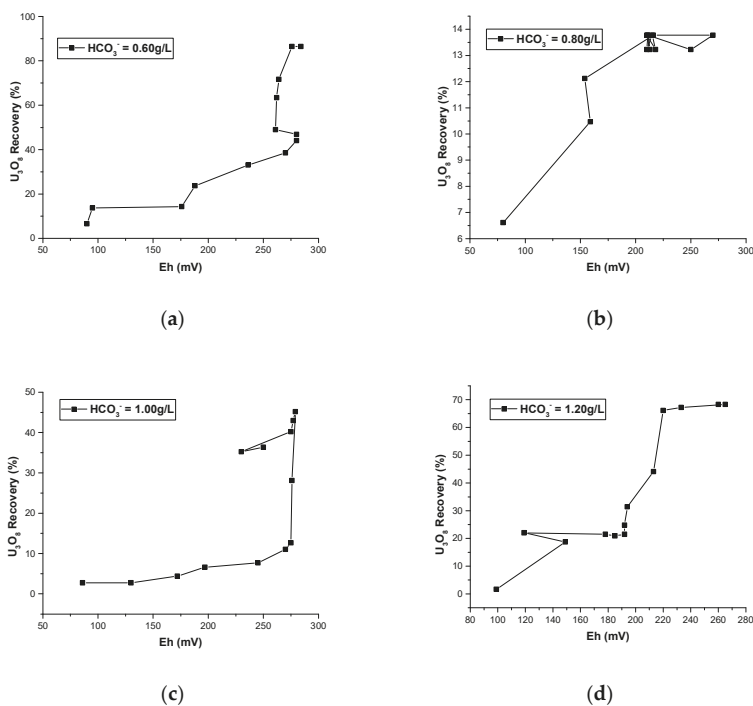 100
80
60
40
20
0
U₃O₈ Recovery (%)
HCO₃⁻ = 0.60g/L
50 100 150 200 250 300
Eh (mV)
(a)
14
13
12
11
10
9
8
7
6
U₃O₈ Recovery (%)
HCO₃⁻ = 0.80g/L
50 100 150 200 250 300
Eh (mV)
(b)
50
40
30
20
10
0
U₃O₈ Recovery (%)
HCO₃⁻ = 1.00g/L
50 100 150 200 250 300
Eh (mV)
(c)
70
60
50
40
30
20
10
0
U₃O₈ Recovery (%)
HCO₃⁻ = 1.20g/L
80 100 120 140 160 180 200 220 240 260 280
Eh (mV)
(d)